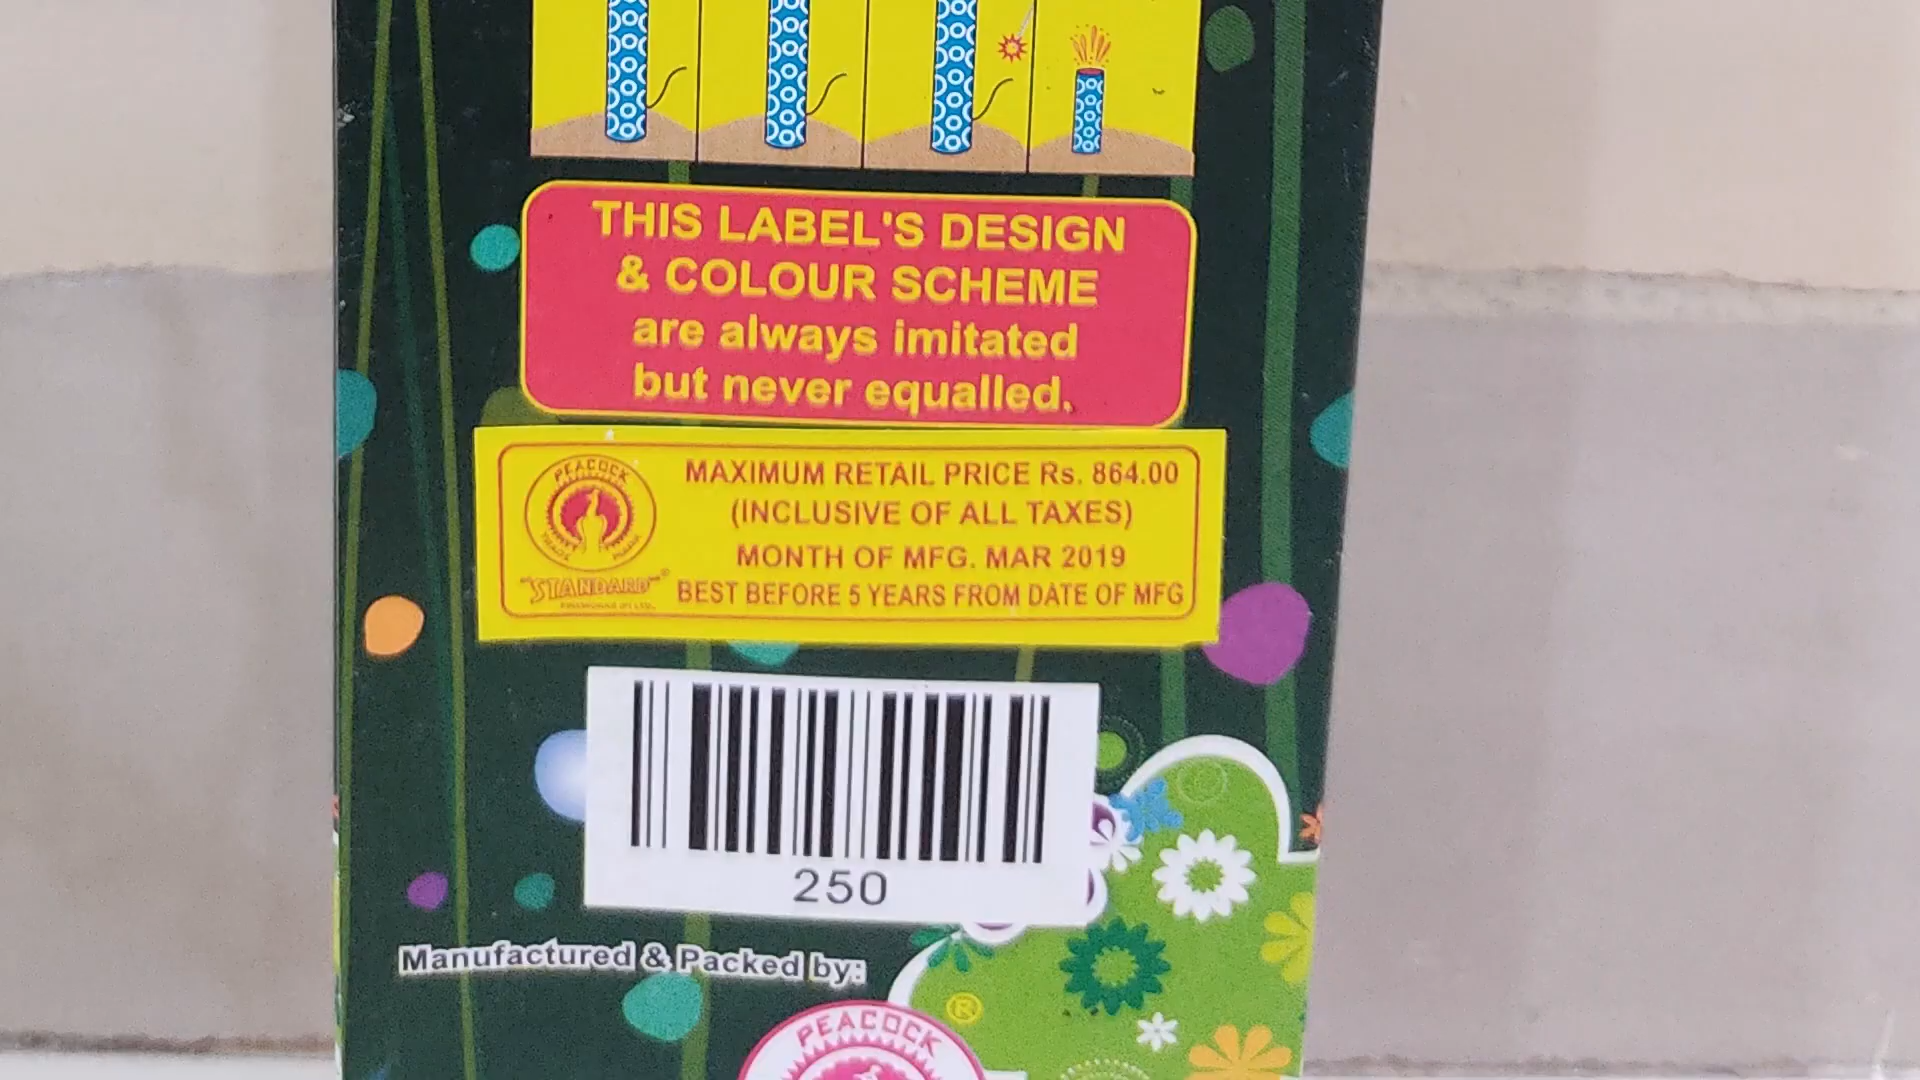 THIS LABEL'S DESIGN
& COLOUR SCHEME
are always imitated
but never equalled.
PEACOCK
TRADE MARK
"STANDARD"®
MAXIMUM RETAIL PRICE Rs. 864.00
(INCLUSIVE OF ALL TAXES)
MONTH OF MFG. MAR 2019
BEST BEFORE 5 YEARS FROM DATE OF MFG
250
Manufactured & Packed by:
®
PEACOCK